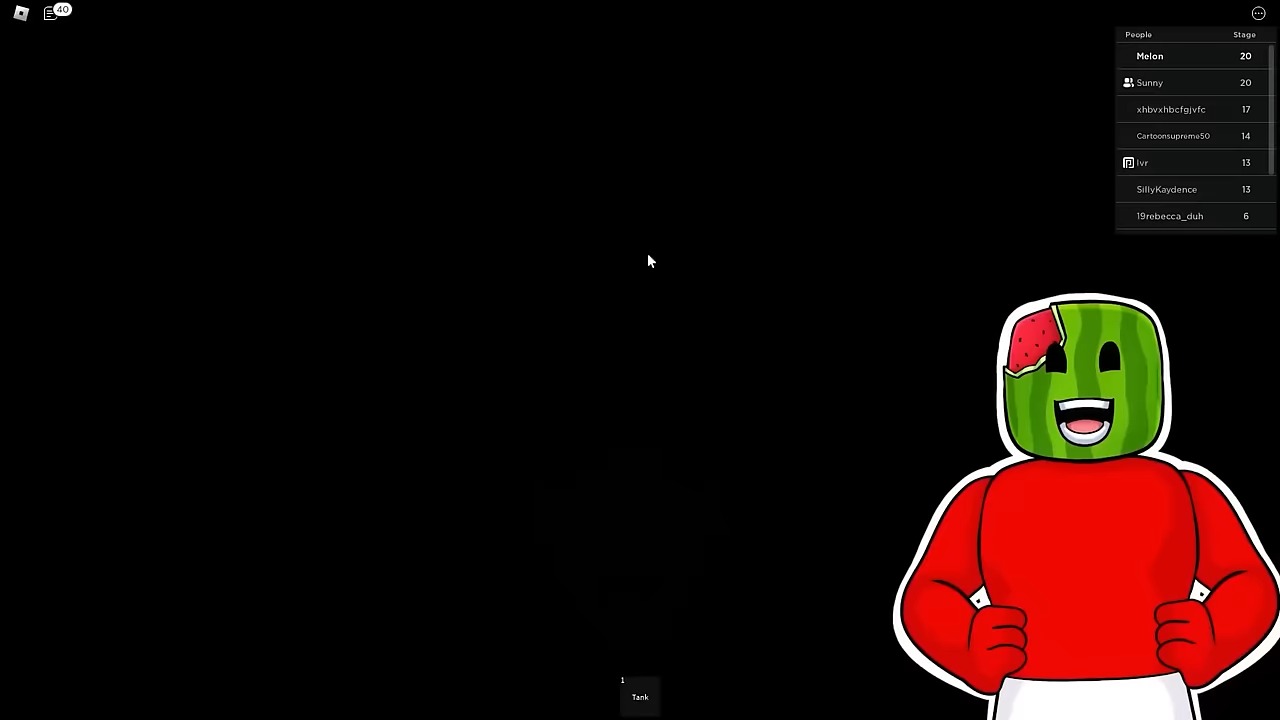 40
People Stage
Melon 20
Sunny 20
xhbvxhbcfgjvfc 17
Cartoonsupreme50 14
lvr 13
SillyKaydence 13
19rebecca_duh 6
1
Tank